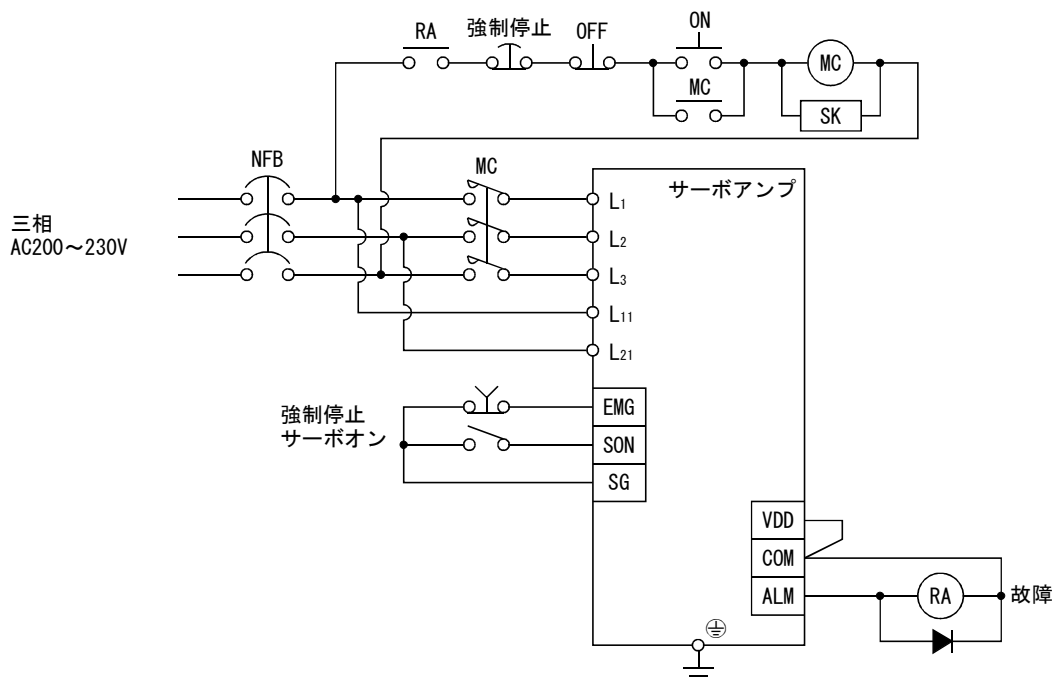 RA
強制停止
OFF
ON
MC
MC
SK
NFB
MC
サーボアンプ
三相
AC200～230V
L1
L2
L3
L11
L21
強制停止
サーボオン
EMG
SON
SG
VDD
COM
ALM
RA
故障